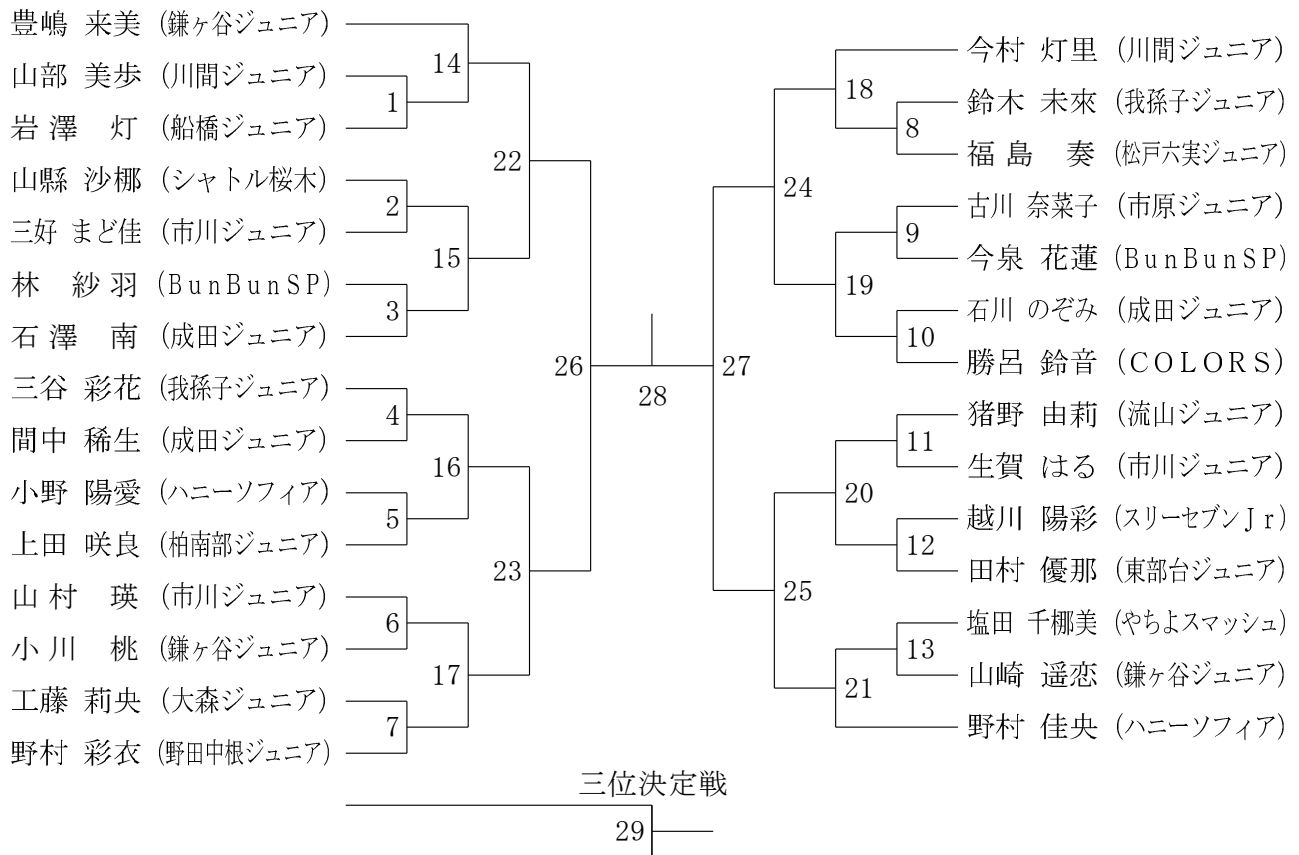 豊嶋 来美 (鎌ヶ谷ジュニア)
山部 美歩 (川間ジュニア)
岩澤 灯 (船橋ジュニア)
山縣 沙梛 (シャトル桜木)
三好 まど佳 (市川ジュニア)
林 紗羽 (BunBunSP)
石澤 南 (成田ジュニア)
三谷 彩花 (我孫子ジュニア)
間中 稀生 (成田ジュニア)
小野 陽愛 (ハニーソフィア)
上田 咲良 (柏南部ジュニア)
山村 瑛 (市川ジュニア)
小川 桃 (鎌ヶ谷ジュニア)
工藤 莉央 (大森ジュニア)
野村 彩衣 (野田中根ジュニア)
1
2
3
4
5
6
7
14
15
16
17
22
23
26
28
27
24
25
18
19
20
21
8
9
10
11
12
13
今村 灯里 (川間ジュニア)
鈴木 未來 (我孫子ジュニア)
福島 奏 (松戸六実ジュニア)
古川 奈菜子 (市原ジュニア)
今泉 花蓮 (BunBunSP)
石川 のぞみ (成田ジュニア)
勝呂 鈴音 (COLORS)
猪野 由莉 (流山ジュニア)
生賀 はる (市川ジュニア)
越川 陽彩 (スリーセブンJr)
田村 優那 (東部台ジュニア)
塩田 千梛美 (やちよスマッシュ)
山崎 遥恋 (鎌ヶ谷ジュニア)
野村 佳央 (ハニーソフィア)
三位決定戦
29